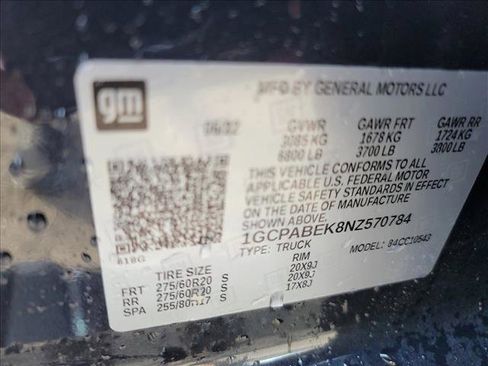 gm
MFD BY GENERAL MOTORS LLC
GVWR GAWR FRT GAWR RR
3085 KG 1678 KG 1724 KG
6800 LB 3700 LB 3800 LB
THIS VEHICLE CONFORMS TO ALL
APPLICABLE U.S. FEDERAL MOTOR
VEHICLE SAFETY STANDARDS IN EFFECT
ON THE DATE OF MANUFACTURE
SHOWN ABOVE.
1GCPABEK8NZ570784
TYPE: TRUCK MODEL: 84CC10543
TIRE SIZE RIM
FRT 275/60R20 S 20X9J
RR 275/60R20 S 20X9J
SPA 255/80R17 S 17X8J